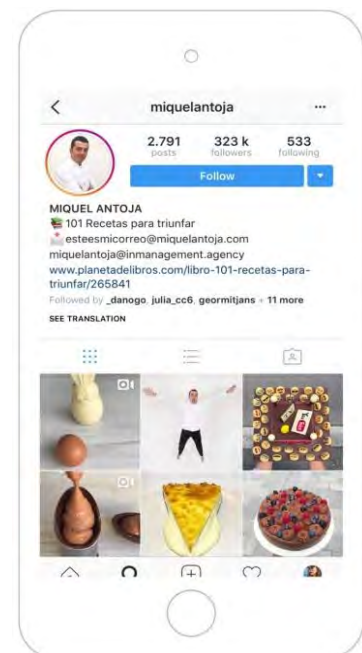 miquelantoja
2.791 323 k 533
posts followers following
Follow
MIQUEL ANTOJA
101 Recetas para triunfar
esteesmicorreo@miquelantoja.com
miquelantoja@inmanagement.agency
www.planetadelibros.com/libro-101-recetas-para-
triunfar/265841
Followed by _danogo, julia_cc6, geormitjans + 11 more
SEE TRANSLATION